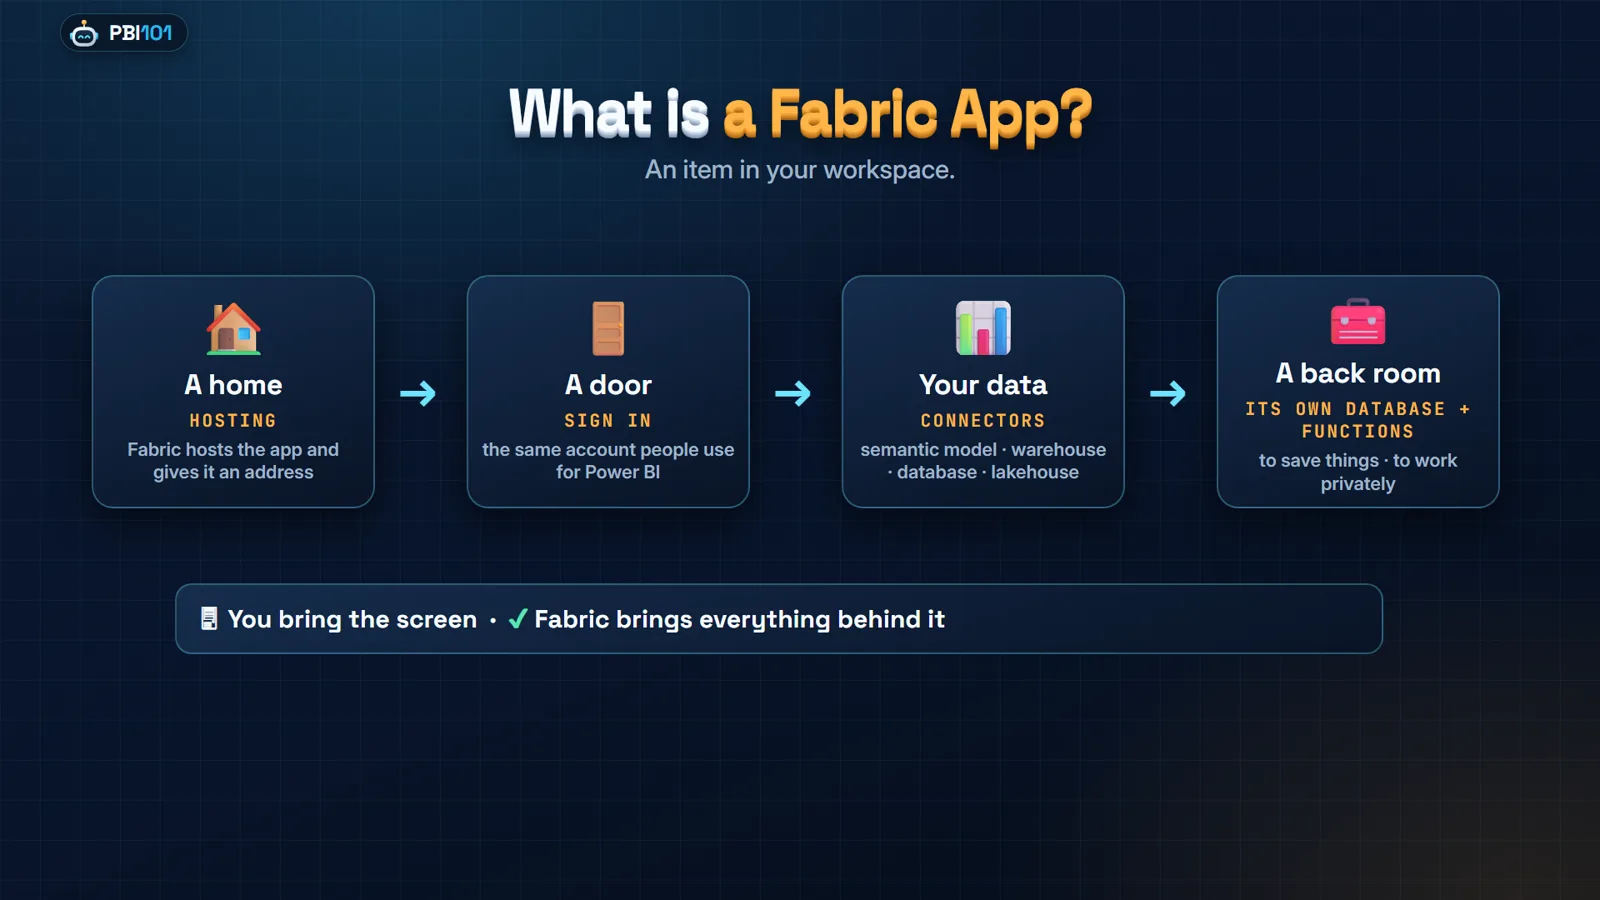 PBI101
What is a Fabric App?
An item in your workspace.
A home
HOSTING
Fabric hosts the app and
gives it an address
A door
SIGN IN
the same account people use
for Power BI
Your data
CONNECTORS
semantic model · warehouse
· database · lakehouse
A back room
ITS OWN DATABASE +
FUNCTIONS
to save things · to work
privately
You bring the screen · ✓ Fabric brings everything behind it